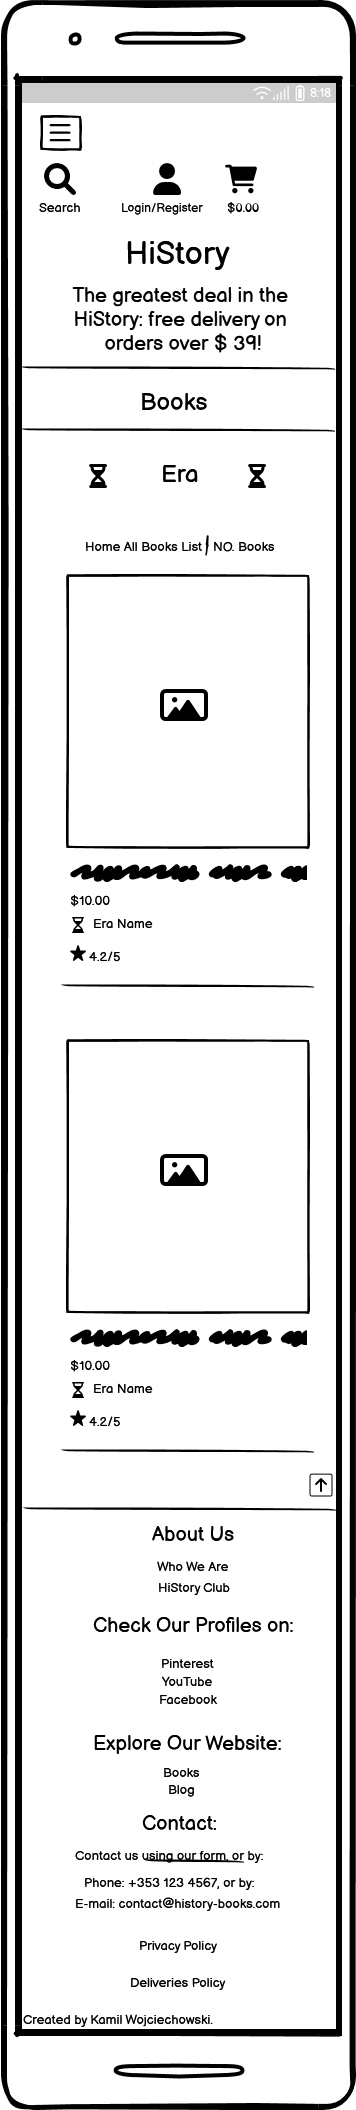 8:18
Search Login/Register $0.00
HiStory
The greatest deal in the
HiStory: free delivery on
orders over $ 39!
Books
Era
Home All Books List NO. Books
$10.00
Era Name
4.2/5
$10.00
Era Name
4.2/5
About Us
Who We Are
HiStory Club
Check Our Profiles on:
Pinterest
YouTube
Facebook
Explore Our Website:
Books
Blog
Contact:
Contact us using our form, or by:
Phone: +353 123 4567, or by:
E-mail: contact@history-books.com
Privacy Policy
Deliveries Policy
Created by Kamil Wojciechowski.